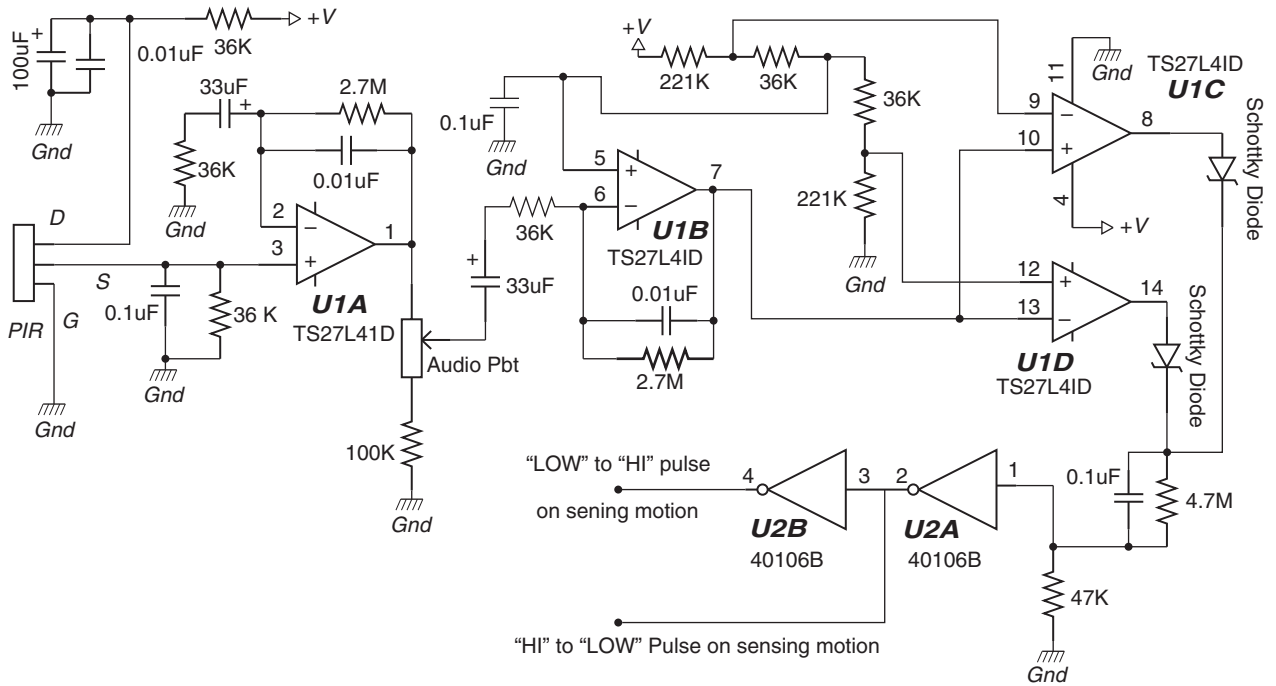 100uF
+
0.01uF
36K
+V
Gnd
33uF
+
2.7M
36K
0.01uF
Gnd
D
2
−
1
3
+
S
G
PIR
0.1uF
36 K
U1A
TS27L41D
Gnd
Gnd
Audio Pbt
100K
Gnd
+V
221K
36K
0.1uF
Gnd
36K
221K
Gnd
5
+
6
−
7
36K
U1B
TS27L4ID
+
33uF
0.01uF
2.7M
11
Gnd
TS27L4ID
U1C
9
−
10
+
8
4
+V
Schottky Diode
12
+
13
−
14
U1D
TS27L4ID
Schottky Diode
0.1uF
4.7M
“LOW” to “HI” pulse
on sening motion
4
3
2
1
U2B
40106B
U2A
40106B
47K
Gnd
“HI” to “LOW” Pulse on sensing motion